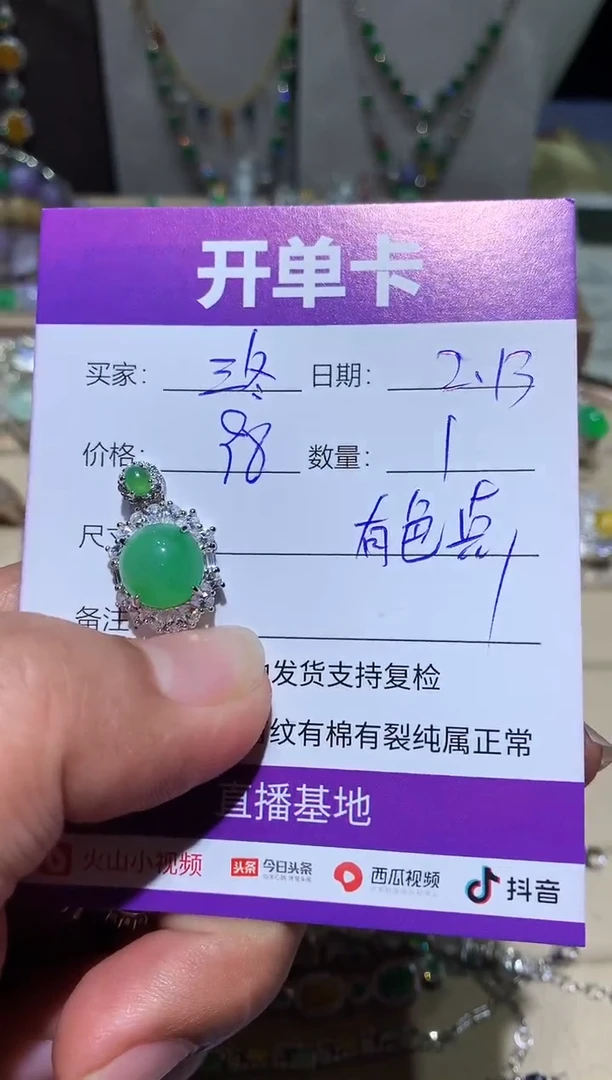 开单卡
买家: 三冬 日期: 2.13
价格: 98 数量: 1
尺 有色点
备注:
发货支持复检
纹有棉有裂纯属正常
直播基地
火山小视频 头条 今日头条 西瓜视频 抖音